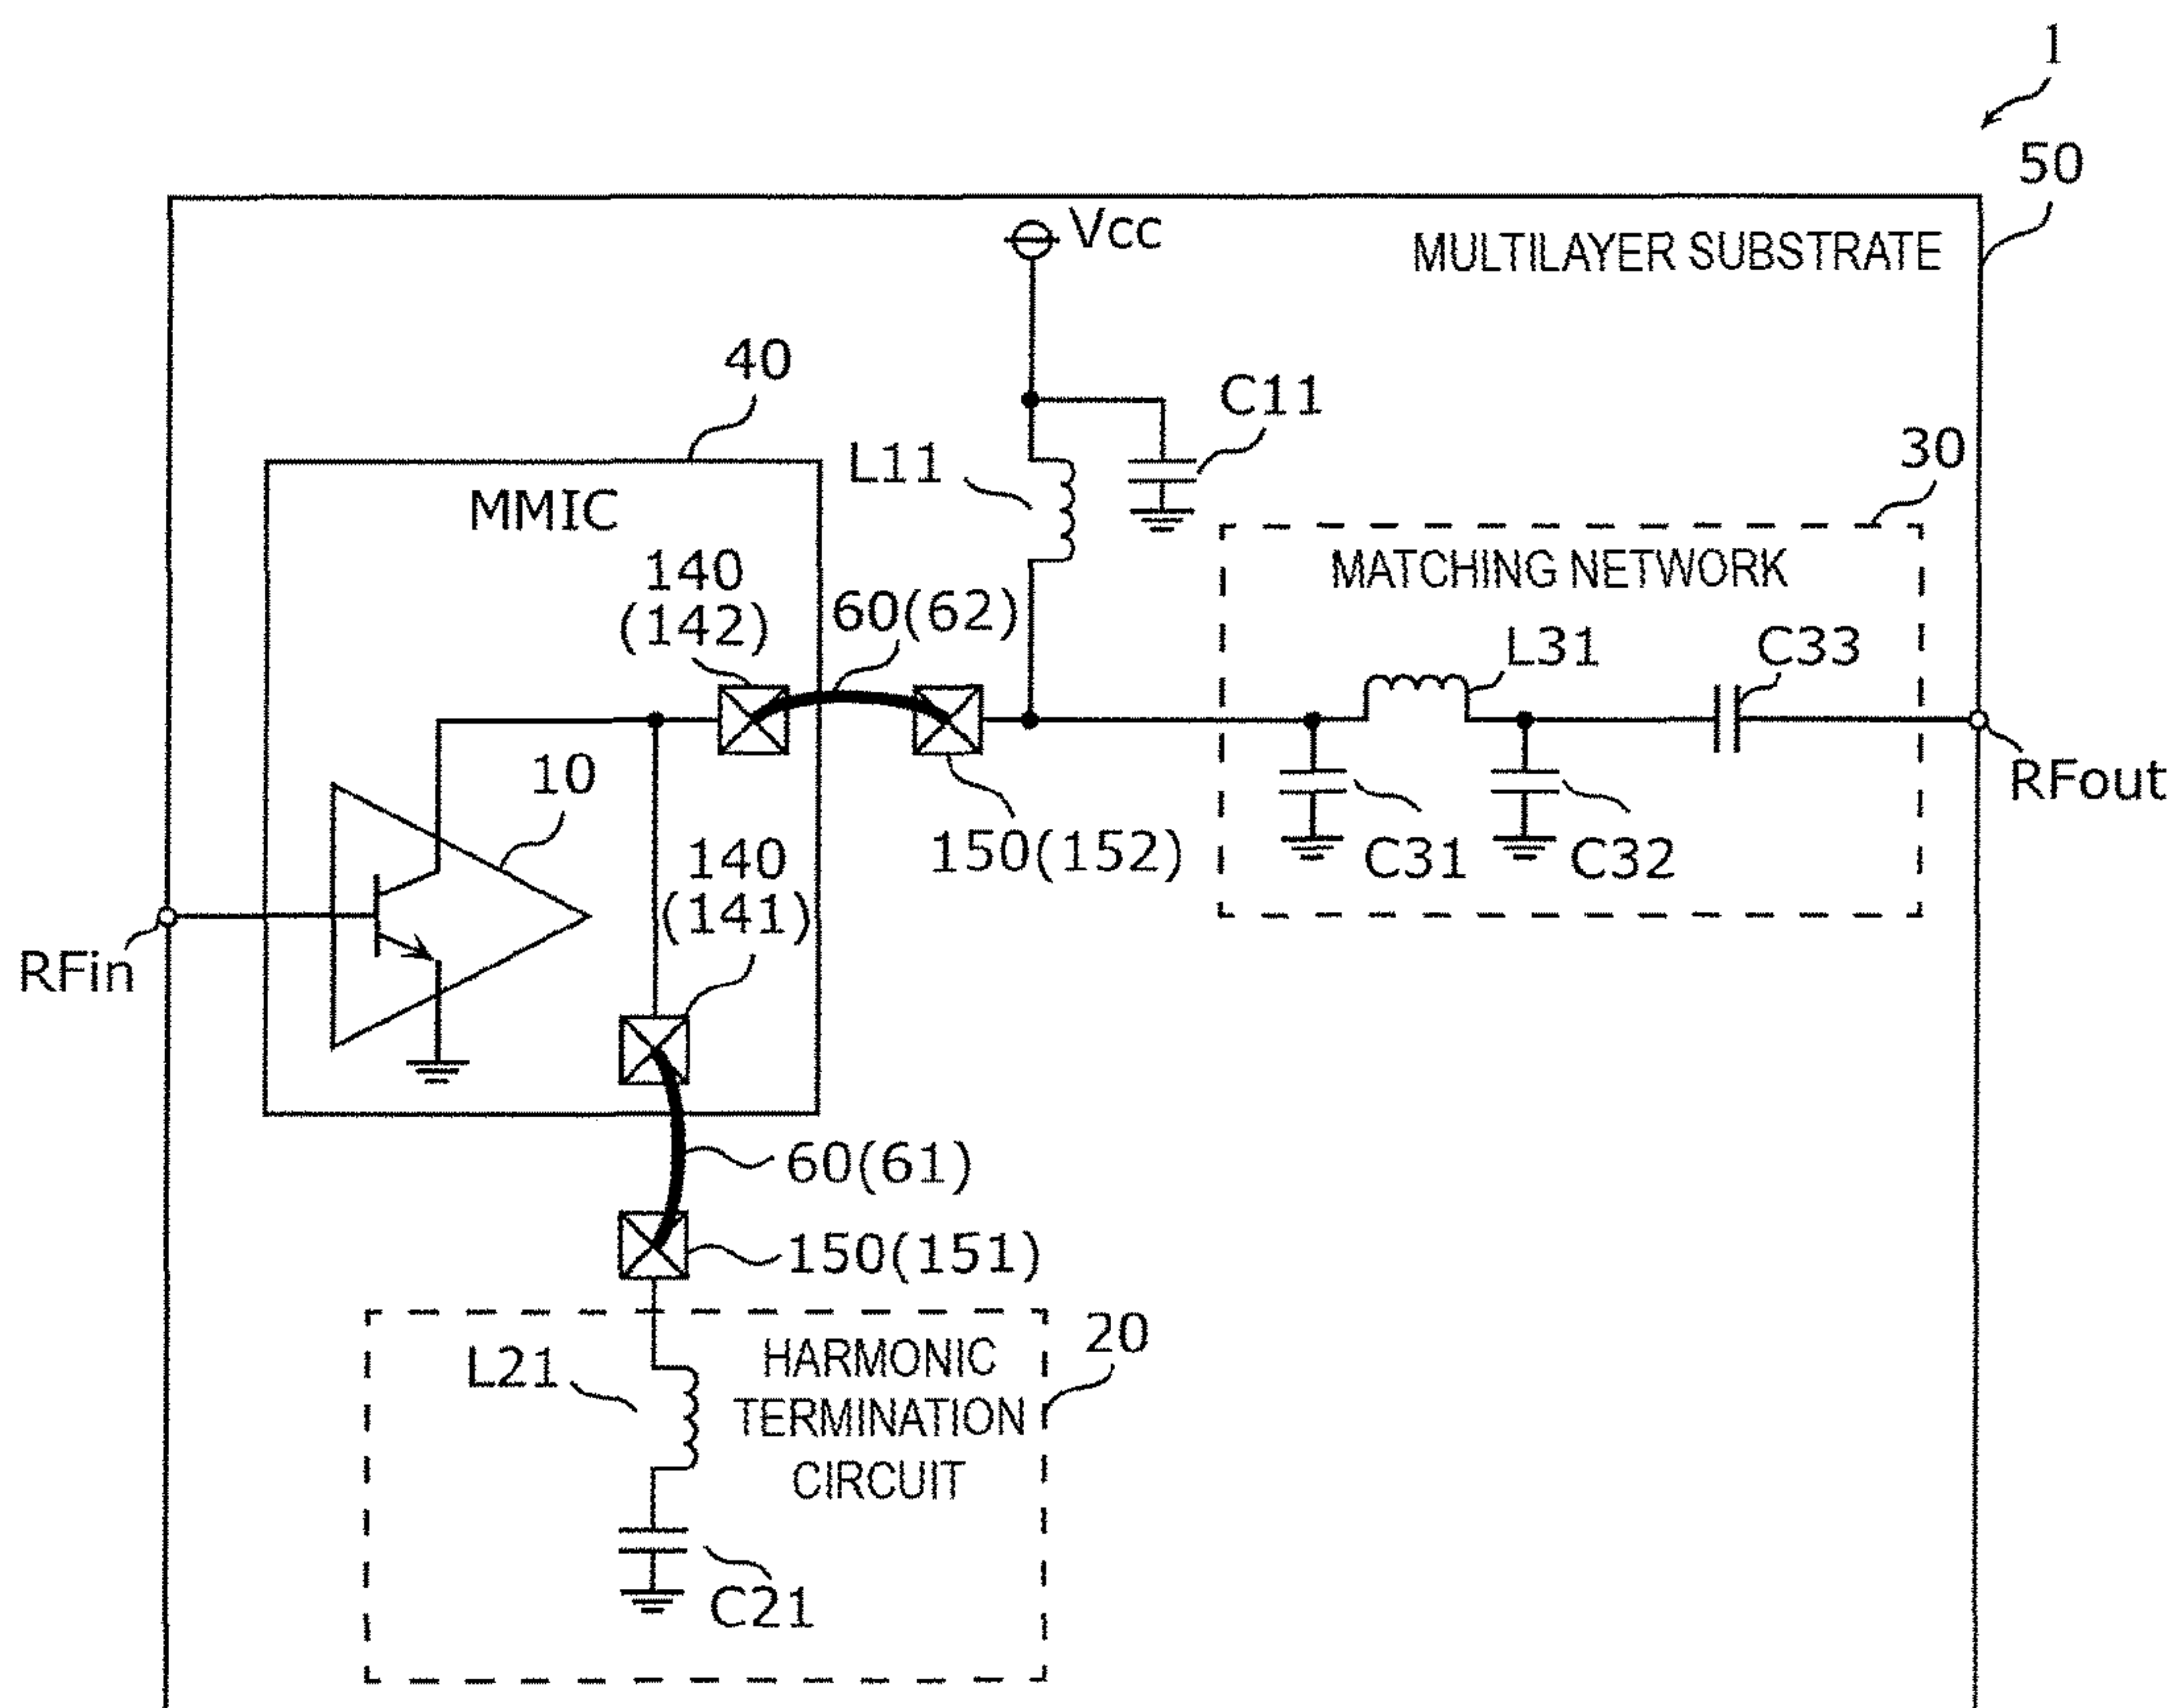 1
50
Vcc
MULTILAYER SUBSTRATE
40
C11
30
L11
MMIC
MATCHING NETWORK
140
(142)
60(62)
L31
C33
10
RFout
140
(141)
150(152)
C31
C32
RFin
60(61)
150(151)
20
L21
HARMONIC
TERMINATION
CIRCUIT
C21